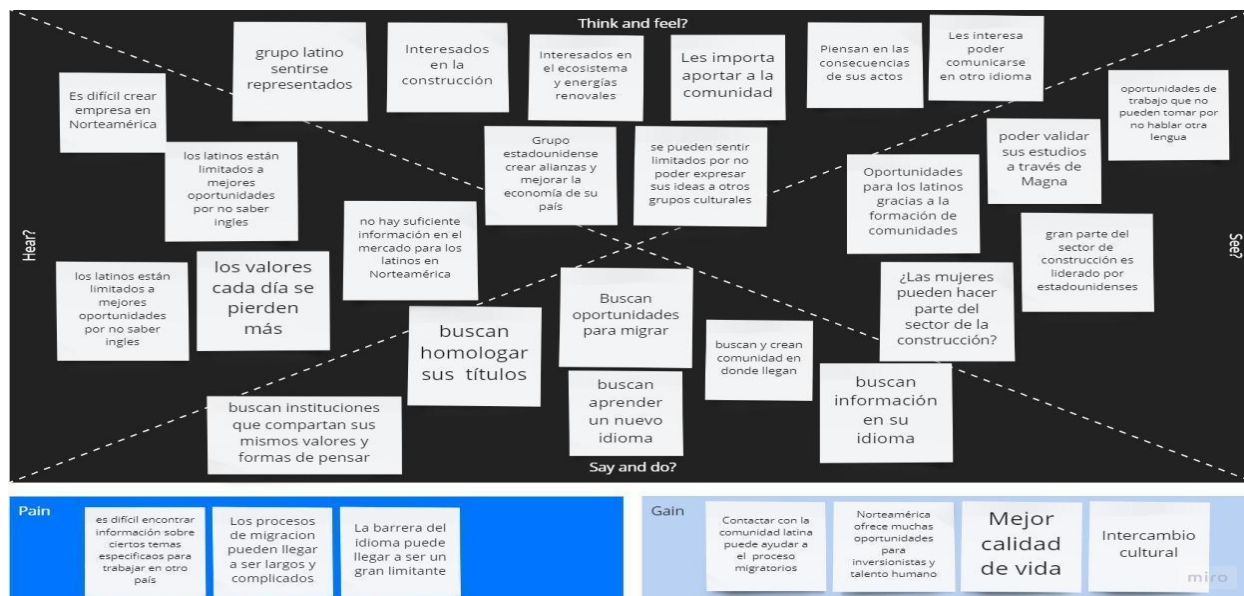 Think and feel?
grupo latino
sentirse
representados
Interesados
en la
construcción
Interesados en
el ecosistema
y energías
renovales
Les importa
aportar a la
comunidad
Piensan en las
consecuencias
de sus actos
Les interesa
poder
comunicarse
en otro idioma
Grupo
estadounidense
crear alianzas y
mejorar la
economía de su
país
se pueden sentir
limitados por no
poder expresar
sus ideas a otros
grupos culturales
Hear?
Es difícil crear
empresa en
Norteamérica
los latinos están
limitados a
mejores
oportunidades
por no saber
ingles
no hay suficiente
información en el
mercado para los
latinos en
Norteamérica
los latinos están
limitados a
mejores
oportunidades
por no saber
ingles
los valores
cada día se
pierden
más
See?
oportunidades de
trabajo que no
pueden tomar por
no hablar otra
lengua
poder validar
sus estudios
a través de
Magna
Oportunidades
para los latinos
gracias a la
formación de
comunidades
gran parte del
sector de
construcción es
liderado por
estadounidenses
¿Las mujeres
pueden hacer
parte del
sector de la
construcción?
buscan
homologar
sus títulos
Buscan
oportunidades
para migrar
buscan y crean
comunidad en
donde llegan
buscan
información
en su
idioma
buscan
aprender
un nuevo
idioma
buscan instituciones
que compartan sus
mismos valores y
formas de pensar
Say and do?
Pain
es difícil encontrar
información sobre
ciertos temas
especificaos para
trabajar en otro
país
Los procesos
de migracion
pueden llegar
a ser largos y
complicados
La barrera del
idioma puede
llegar a ser un
gran limitante
Gain
Contactar con la
comunidad latina
puede ayudar a
el proceso
migratorios
Norteamérica
ofrece muchas
oportunidades
para
inversionistas y
talento humano
Mejor
calidad
de vida
Intercambio
cultural
miro